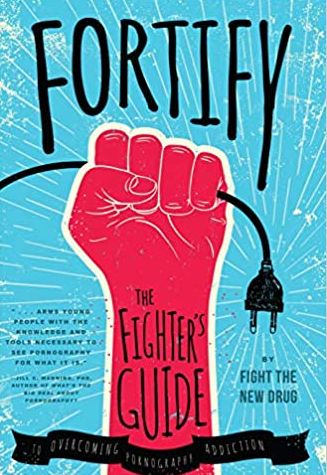 FORTIFY
THE
FIGHTER'S
GUIDE
"...ARMS YOUNG
PEOPLE WITH THE
KNOWLEDGE AND
TOOLS NECESSARY TO
SEE PORNOGRAPHY
FOR WHAT IT IS."
-JILL C. MANNING, PHD,
AUTHOR OF WHAT'S THE
BIG DEAL ABOUT
PORNOGRAPHY?
BY
FIGHT THE
NEW DRUG
TO OVERCOMING PORNOGRAPHY ADDICTION